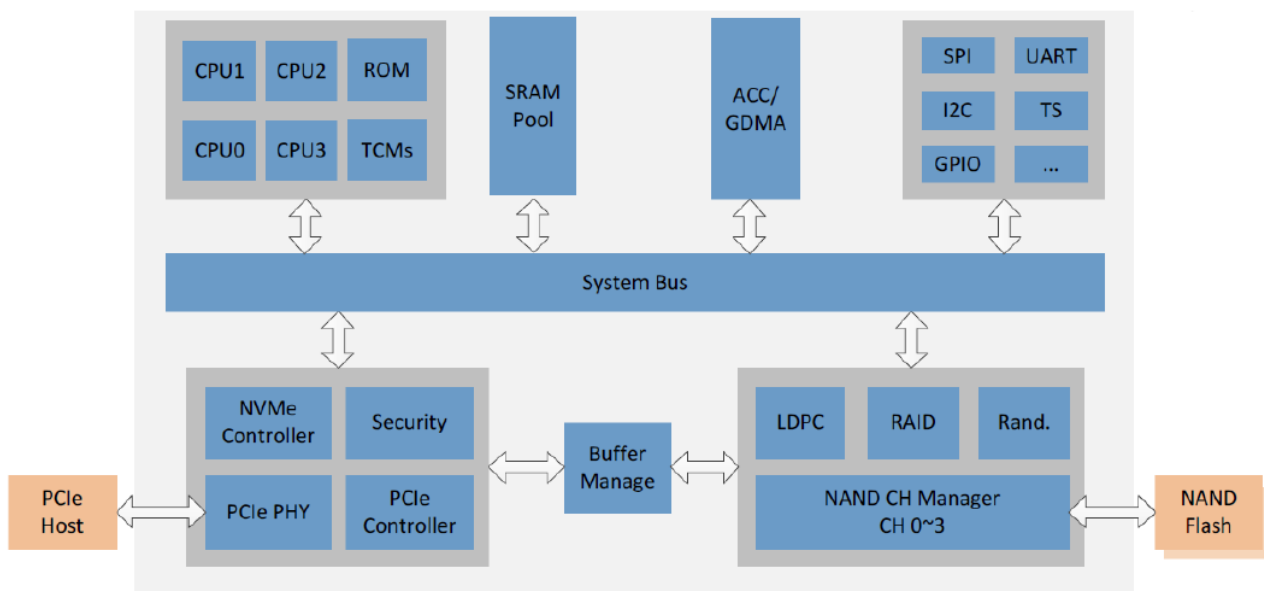 CPU1
CPU2
ROM
CPU0
CPU3
TCMs
SRAM
Pool
ACC/
GDMA
SPI
UART
I2C
TS
GPIO
...
System Bus
NVMe
Controller
Security
PCIe PHY
PCIe
Controller
Buffer
Manage
LDPC
RAID
Rand.
NAND CH Manager
CH 0~3
PCIe
Host
NAND
Flash